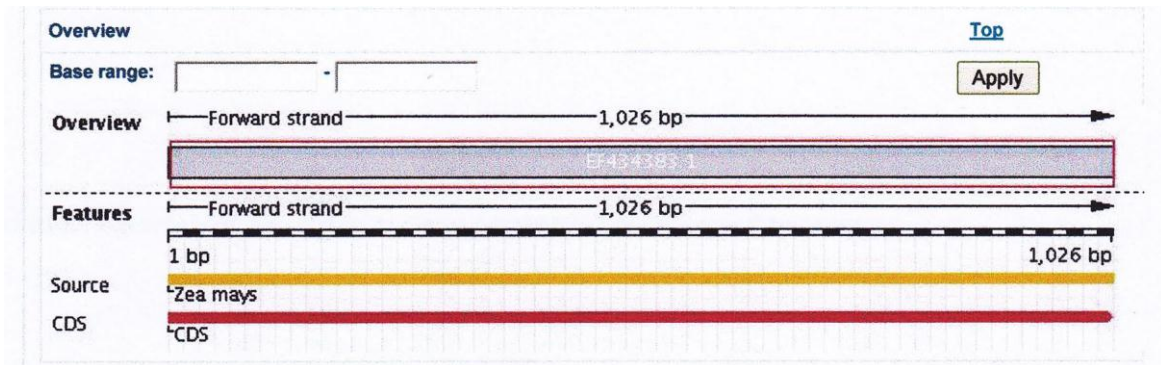 Overview Top
Base range: - Apply
Overview Forward strand 1,026 bp
EF434383.1
Features Forward strand 1,026 bp
1 bp 1,026 bp
Source
Zea mays
CDS
CDS